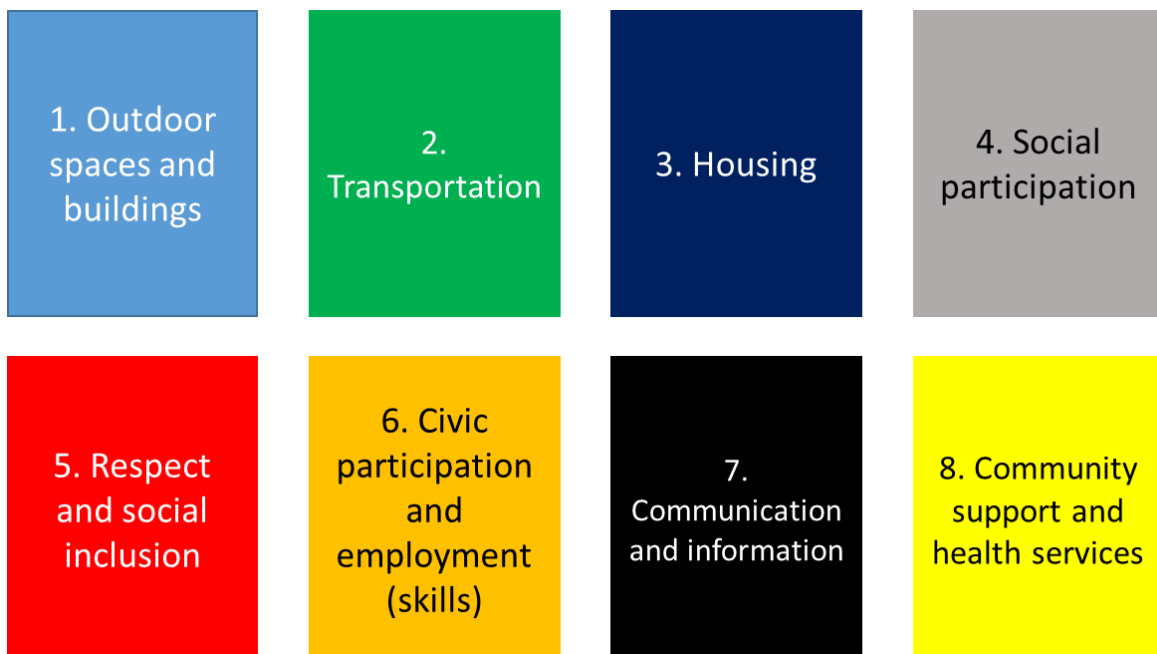 1. Outdoor
spaces and
buildings
2.
Transportation
3. Housing
4. Social
participation
5. Respect
and social
inclusion
6. Civic
participation
and
employment
(skills)
7.
Communication
and information
8. Community
support and
health services